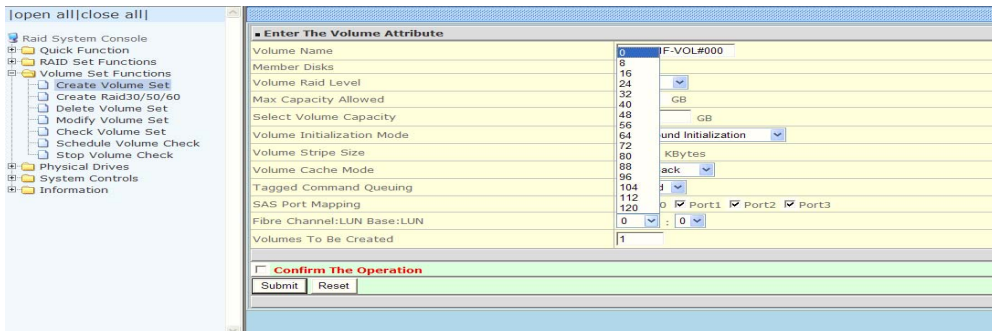 |open all|close all|
Raid System Console
Quick Function
RAID Set Functions
Volume Set Functions
Create Volume Set
Create Raid30/50/60
Delete Volume Set
Modify Volume Set
Check Volume Set
Schedule Volume Check
Stop Volume Check
Physical Drives
System Controls
Information
Enter The Volume Attribute
Volume Name IF-VOL#000
Member Disks
Volume Raid Level
Max Capacity Allowed GB
Select Volume Capacity GB
Volume Initialization Mode und Initialization
Volume Stripe Size KBytes
Volume Cache Mode ack
Tagged Command Queuing d
SAS Port Mapping 0 Port1 Port2 Port3
Fibre Channel:LUN Base:LUN 0 : 0
Volumes To Be Created 1
0
8
16
24
32
40
48
56
64
72
80
88
96
104
112
120
Confirm The Operation
Submit Reset